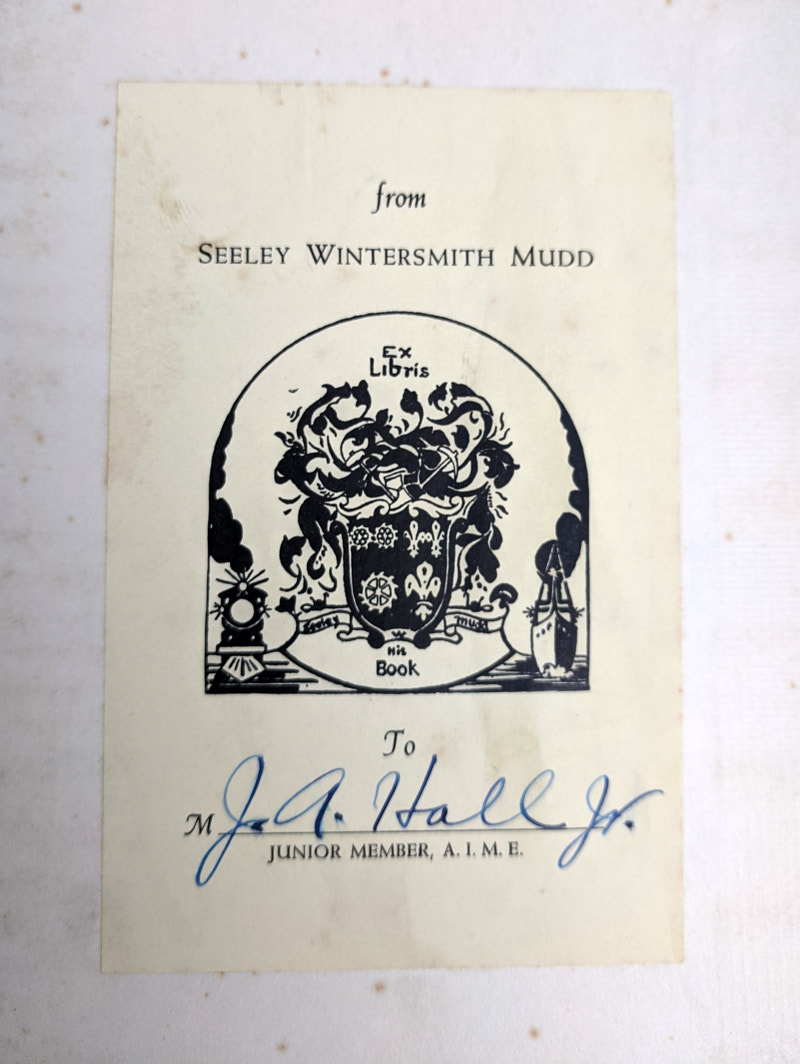 from
SEELEY WINTERSMITH MUDD
Ex
Libris
Seeley Mudd
His
Book
To
M J. A. Hall Jr.
JUNIOR MEMBER, A. I. M. E.